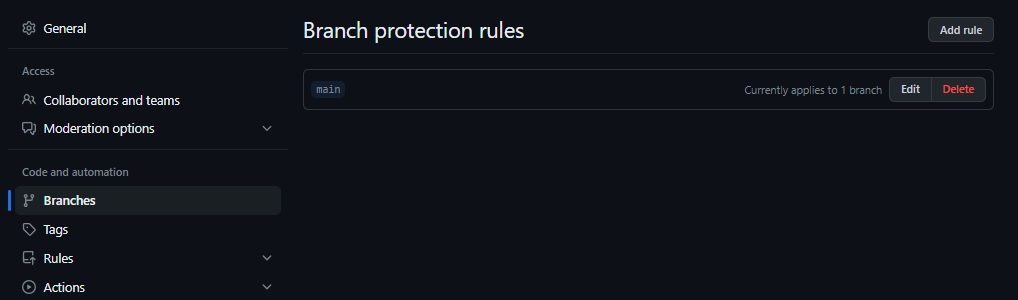 General
Access
Collaborators and teams
Moderation options
Code and automation
Branches
Tags
Rules
Actions
Branch protection rules
Add rule
main
Currently applies to 1 branch
Edit
Delete